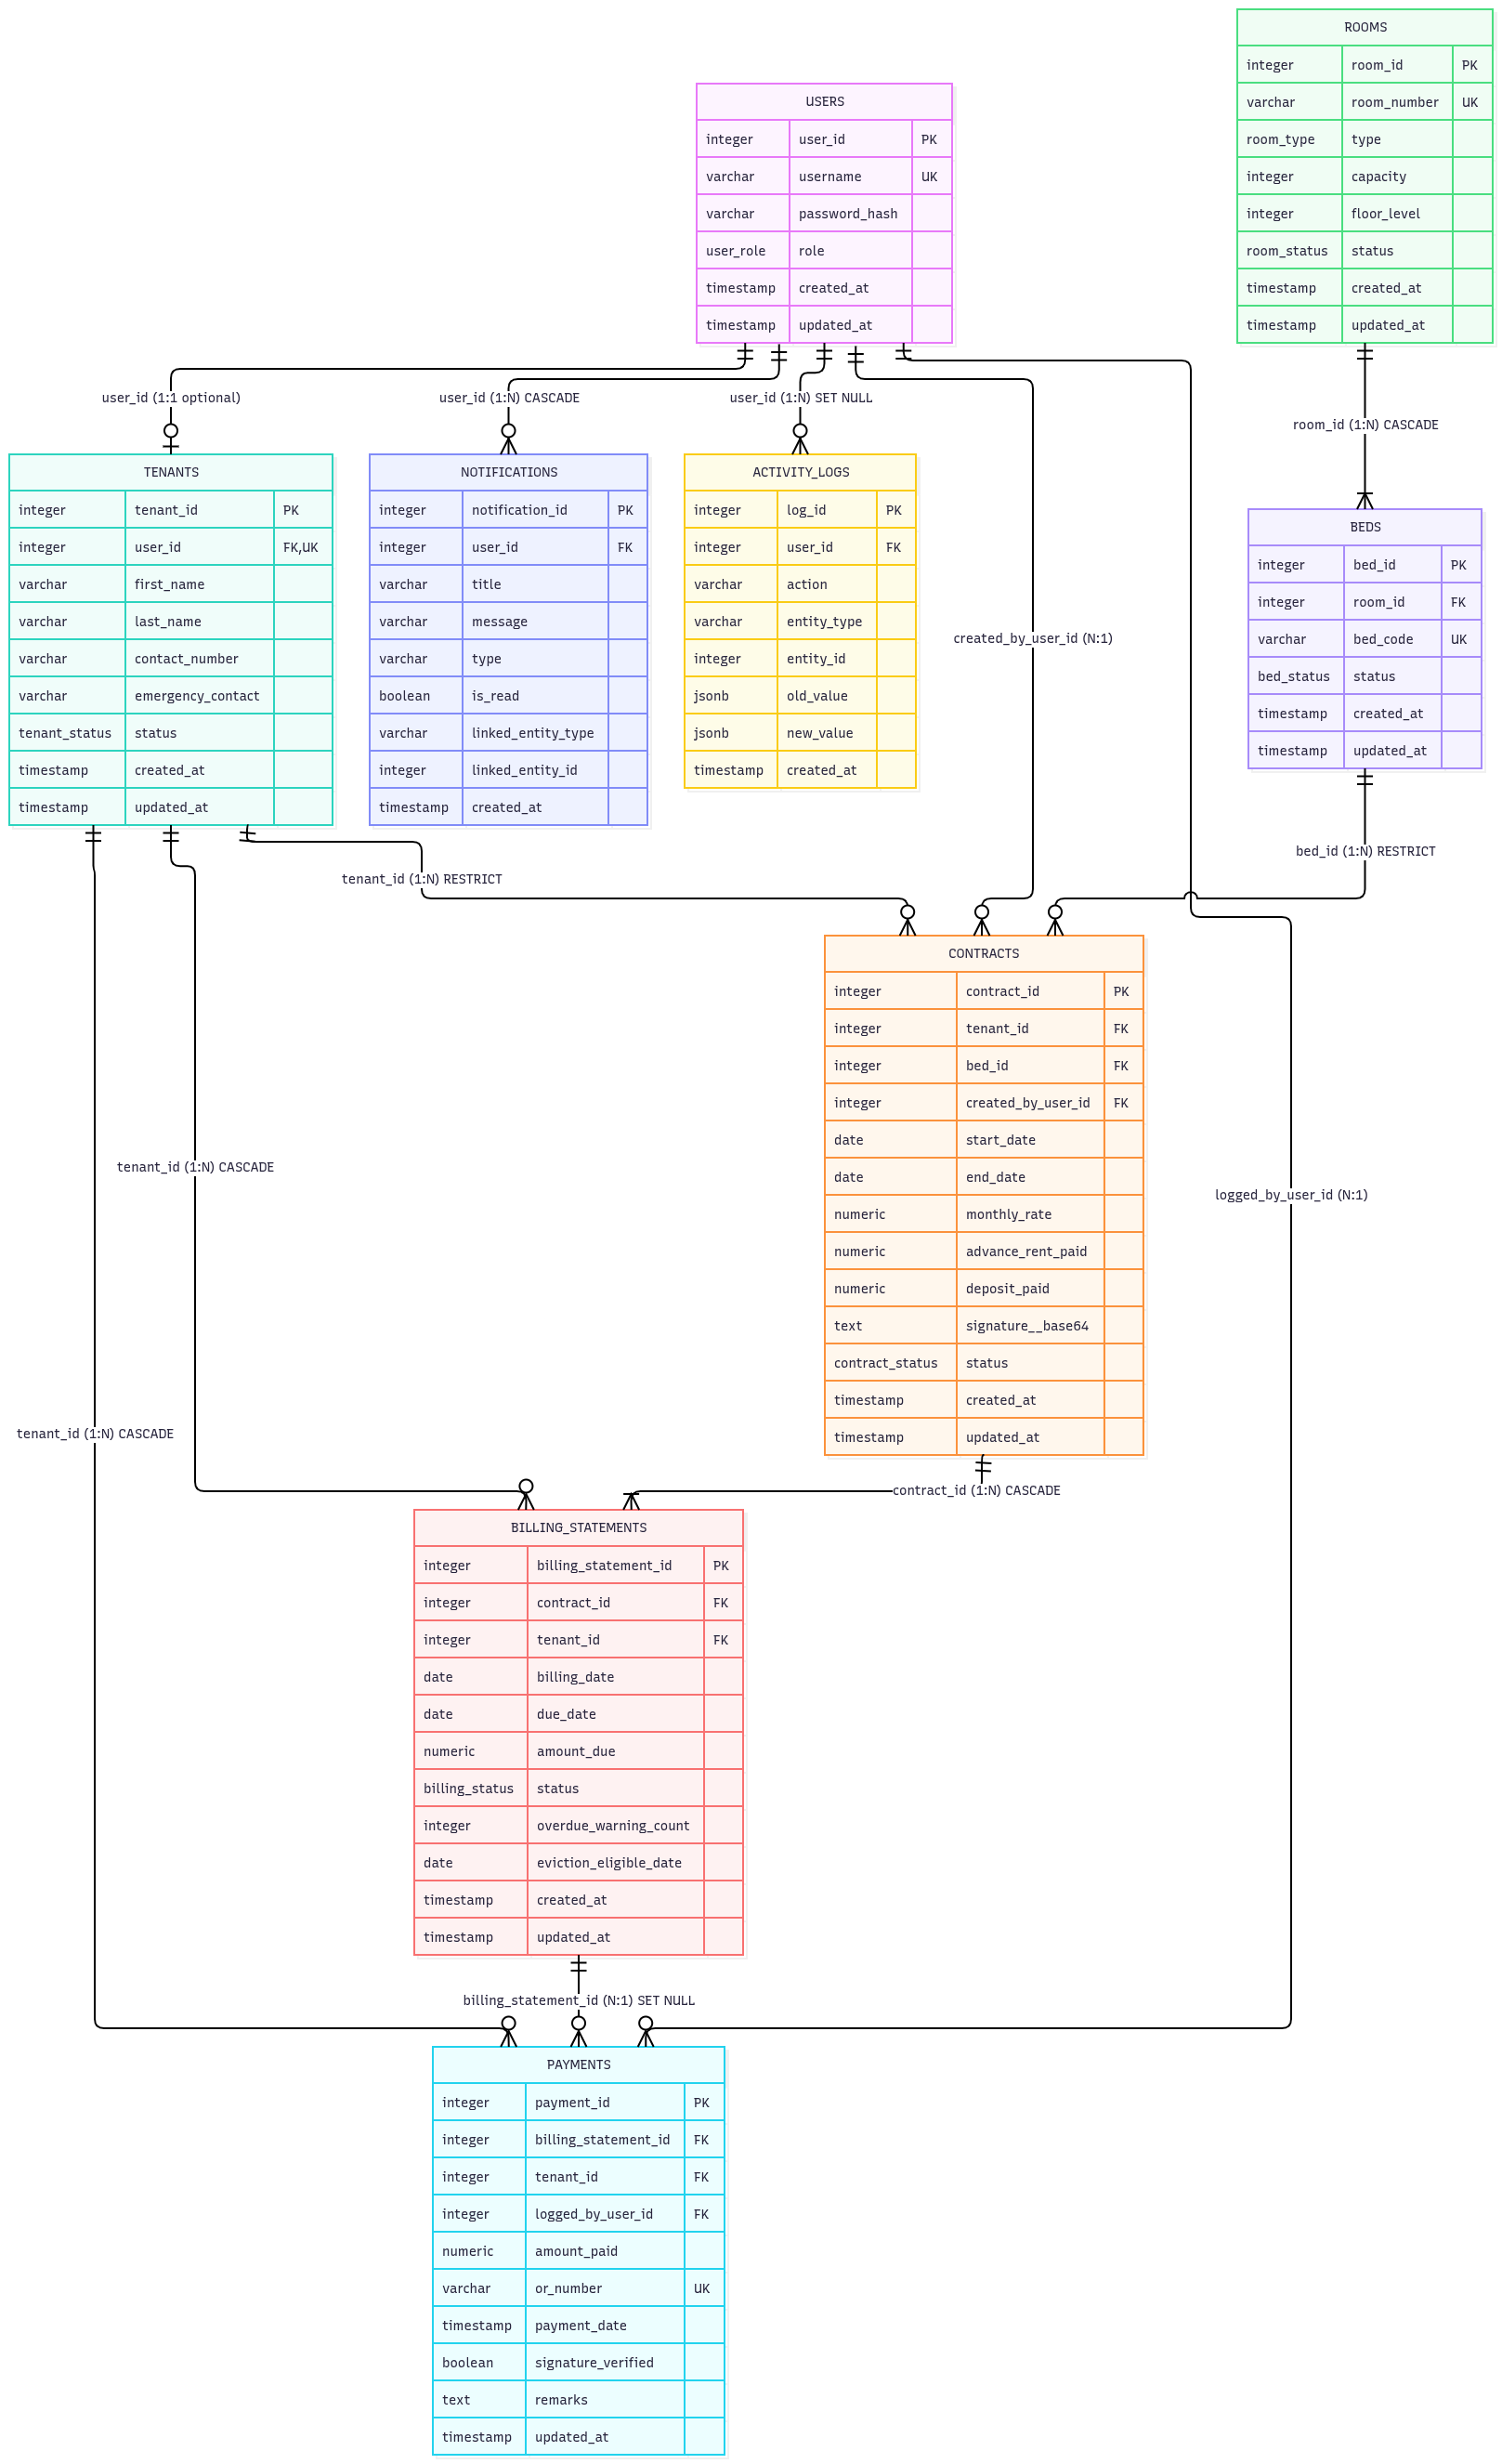 ROOMS
integer room_id PK
varchar room_number UK
room_type type
integer capacity
integer floor_level
room_status status
timestamp created_at
timestamp updated_at
USERS
integer user_id PK
varchar username UK
varchar password_hash
user_role role
timestamp created_at
timestamp updated_at
user_id (1:1 optional)
user_id (1:N) CASCADE
user_id (1:N) SET NULL
room_id (1:N) CASCADE
TENANTS
integer tenant_id PK
integer user_id FK,UK
varchar first_name
varchar last_name
varchar contact_number
varchar emergency_contact
tenant_status status
timestamp created_at
timestamp updated_at
NOTIFICATIONS
integer notification_id PK
integer user_id FK
varchar title
varchar message
varchar type
boolean is_read
varchar linked_entity_type
integer linked_entity_id
timestamp created_at
ACTIVITY_LOGS
integer log_id PK
integer user_id FK
varchar action
varchar entity_type
integer entity_id
jsonb old_value
jsonb new_value
timestamp created_at
created_by_user_id (N:1)
BEDS
integer bed_id PK
integer room_id FK
varchar bed_code UK
bed_status status
timestamp created_at
timestamp updated_at
tenant_id (1:N) RESTRICT
bed_id (1:N) RESTRICT
CONTRACTS
integer contract_id PK
integer tenant_id FK
integer bed_id FK
integer created_by_user_id FK
date start_date
date end_date
numeric monthly_rate
numeric advance_rent_paid
numeric deposit_paid
text signature__base64
contract_status status
timestamp created_at
timestamp updated_at
tenant_id (1:N) CASCADE
logged_by_user_id (N:1)
tenant_id (1:N) CASCADE
contract_id (1:N) CASCADE
BILLING_STATEMENTS
integer billing_statement_id PK
integer contract_id FK
integer tenant_id FK
date billing_date
date due_date
numeric amount_due
billing_status status
integer overdue_warning_count
date eviction_eligible_date
timestamp created_at
timestamp updated_at
billing_statement_id (N:1) SET NULL
PAYMENTS
integer payment_id PK
integer billing_statement_id FK
integer tenant_id FK
integer logged_by_user_id FK
numeric amount_paid
varchar or_number UK
timestamp payment_date
boolean signature_verified
text remarks
timestamp updated_at